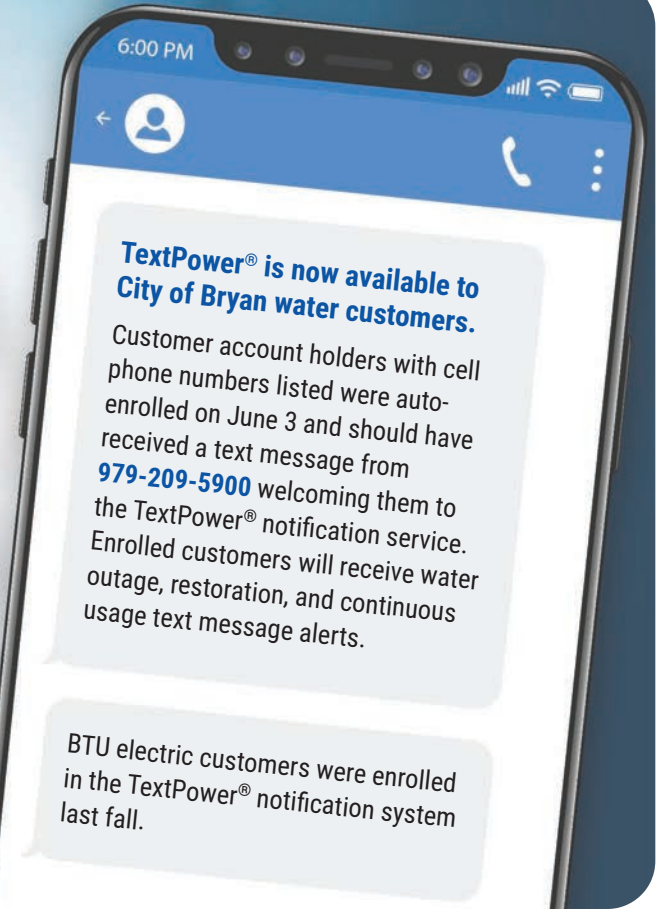 6:00 PM
TextPower® is now available to
City of Bryan water customers.
Customer account holders with cell
phone numbers listed were auto-
enrolled on June 3 and should have
received a text message from
979-209-5900 welcoming them to
the TextPower® notification service.
Enrolled customers will receive water
outage, restoration, and continuous
usage text message alerts.
BTU electric customers were enrolled
in the TextPower® notification system
last fall.